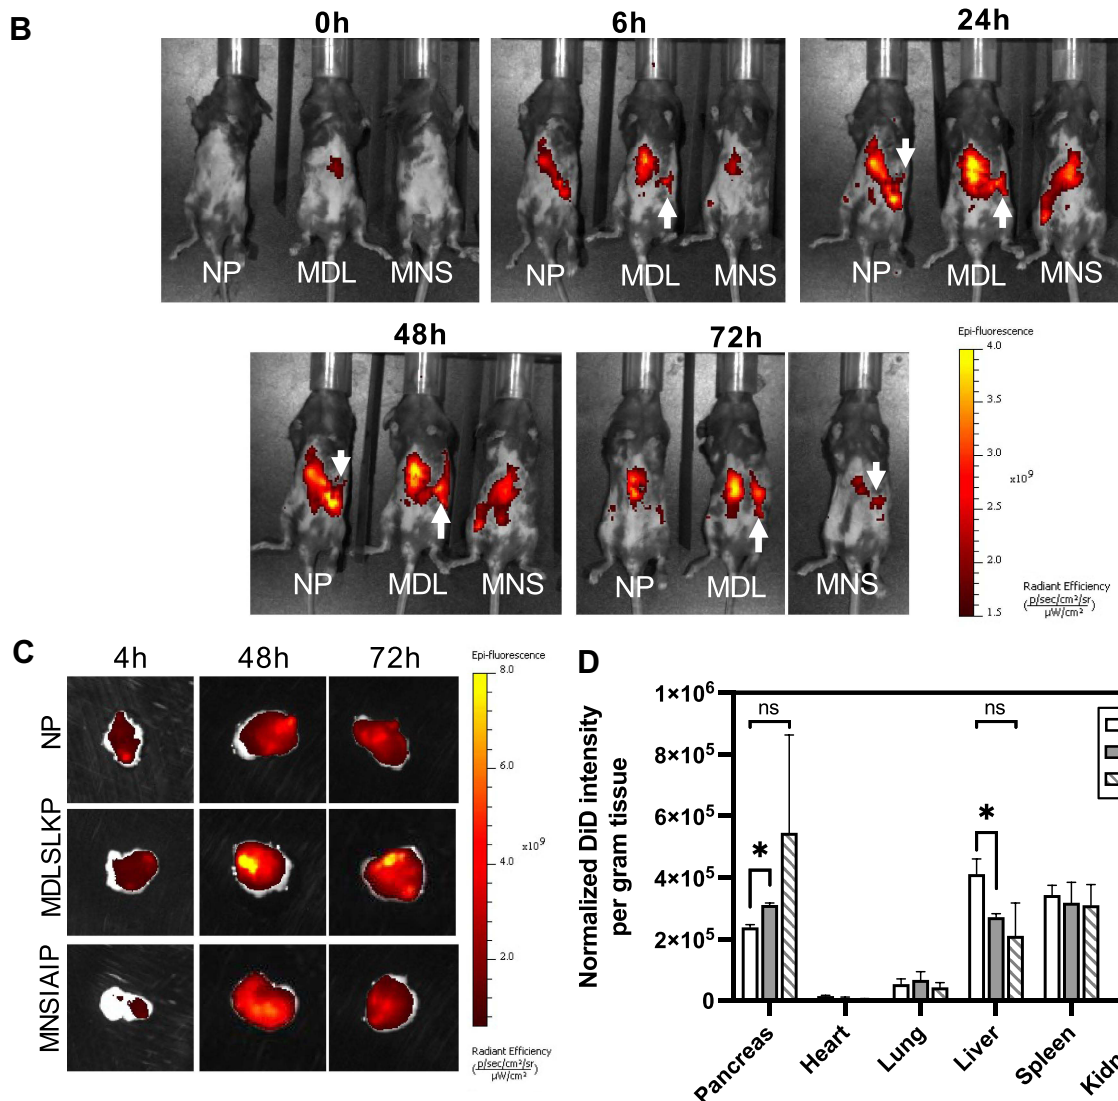 B
0h
6h
24h
NP
MDL
MNS
NP
MDL
MNS
NP
MDL
MNS
48h
72h
NP
MDL
MNS
NP
MDL
MNS
Epi-fluorescence
4.0
3.5
3.0
x10⁹
2.5
2.0
1.5
Radiant Efficiency
(p/sec/cm²/sr)
µW/cm²
C
4h
48h
72h
NP
MDLSLKP
MNSIAIP
Epi-fluorescence
8.0
6.0
x10⁹
4.0
2.0
Radiant Efficiency
(p/sec/cm²/sr)
µW/cm²
D
Normalized DiD intensity
per gram tissue
1×10⁶
8×10⁵
6×10⁵
4×10⁵
2×10⁵
0
ns
*
ns
*
Pancreas
Heart
Lung
Liver
Spleen
Kidn